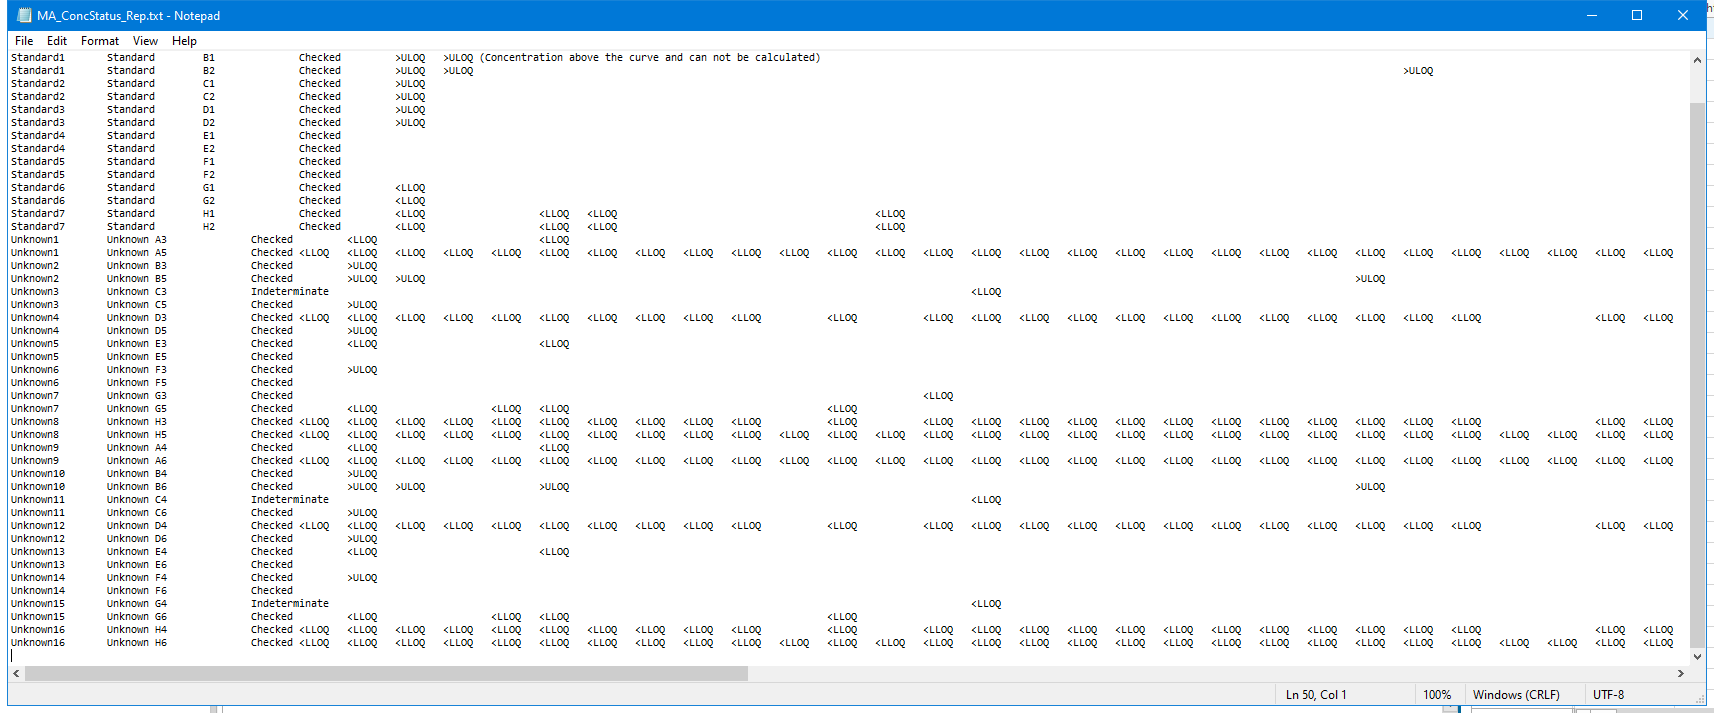 MA_ConcStatus_Rep.txt - Notepad
File Edit Format View Help
Standard1 Standard B1 Checked >ULOQ >ULOQ (Concentration above the curve and can not be calculated)
Standard1 Standard B2 Checked >ULOQ >ULOQ >ULOQ
Standard2 Standard C1 Checked >ULOQ
Standard2 Standard C2 Checked >ULOQ
Standard3 Standard D1 Checked >ULOQ
Standard3 Standard D2 Checked >ULOQ
Standard4 Standard E1 Checked
Standard4 Standard E2 Checked
Standard5 Standard F1 Checked
Standard5 Standard F2 Checked
Standard6 Standard G1 Checked <LLOQ
Standard6 Standard G2 Checked <LLOQ
Standard7 Standard H1 Checked <LLOQ <LLOQ <LLOQ <LLOQ
Standard7 Standard H2 Checked <LLOQ <LLOQ <LLOQ <LLOQ
Unknown1 Unknown A3 Checked <LLOQ <LLOQ
Unknown1 Unknown A5 Checked <LLOQ <LLOQ <LLOQ <LLOQ <LLOQ <LLOQ <LLOQ <LLOQ <LLOQ <LLOQ <LLOQ <LLOQ <LLOQ <LLOQ <LLOQ <LLOQ <LLOQ <LLOQ <LLOQ <LLOQ <LLOQ <LLOQ <LLOQ <LLOQ <LLOQ <LLOQ <LLOQ <LLOQ <LLOQ
Unknown2 Unknown B3 Checked >ULOQ
Unknown2 Unknown B5 Checked >ULOQ >ULOQ >ULOQ
Unknown3 Unknown C3 Indeterminate <LLOQ
Unknown3 Unknown C5 Checked >ULOQ
Unknown4 Unknown D3 Checked <LLOQ <LLOQ <LLOQ <LLOQ <LLOQ <LLOQ <LLOQ <LLOQ <LLOQ <LLOQ <LLOQ <LLOQ <LLOQ <LLOQ <LLOQ <LLOQ <LLOQ <LLOQ <LLOQ <LLOQ <LLOQ <LLOQ <LLOQ <LLOQ <LLOQ
Unknown4 Unknown D5 Checked >ULOQ
Unknown5 Unknown E3 Checked <LLOQ <LLOQ
Unknown5 Unknown E5 Checked
Unknown6 Unknown F3 Checked >ULOQ
Unknown6 Unknown F5 Checked
Unknown7 Unknown G3 Checked <LLOQ
Unknown7 Unknown G5 Checked <LLOQ <LLOQ <LLOQ <LLOQ
Unknown8 Unknown H3 Checked <LLOQ <LLOQ <LLOQ <LLOQ <LLOQ <LLOQ <LLOQ <LLOQ <LLOQ <LLOQ <LLOQ <LLOQ <LLOQ <LLOQ <LLOQ <LLOQ <LLOQ <LLOQ <LLOQ <LLOQ <LLOQ <LLOQ <LLOQ <LLOQ <LLOQ
Unknown8 Unknown H5 Checked <LLOQ <LLOQ <LLOQ <LLOQ <LLOQ <LLOQ <LLOQ <LLOQ <LLOQ <LLOQ <LLOQ <LLOQ <LLOQ <LLOQ <LLOQ <LLOQ <LLOQ <LLOQ <LLOQ <LLOQ <LLOQ <LLOQ <LLOQ <LLOQ <LLOQ <LLOQ <LLOQ <LLOQ <LLOQ
Unknown9 Unknown A4 Checked <LLOQ <LLOQ
Unknown9 Unknown A6 Checked <LLOQ <LLOQ <LLOQ <LLOQ <LLOQ <LLOQ <LLOQ <LLOQ <LLOQ <LLOQ <LLOQ <LLOQ <LLOQ <LLOQ <LLOQ <LLOQ <LLOQ <LLOQ <LLOQ <LLOQ <LLOQ <LLOQ <LLOQ <LLOQ <LLOQ <LLOQ <LLOQ <LLOQ <LLOQ
Unknown10 Unknown B4 Checked >ULOQ
Unknown10 Unknown B6 Checked >ULOQ >ULOQ >ULOQ >ULOQ
Unknown11 Unknown C4 Indeterminate <LLOQ
Unknown11 Unknown C6 Checked >ULOQ
Unknown12 Unknown D4 Checked <LLOQ <LLOQ <LLOQ <LLOQ <LLOQ <LLOQ <LLOQ <LLOQ <LLOQ <LLOQ <LLOQ <LLOQ <LLOQ <LLOQ <LLOQ <LLOQ <LLOQ <LLOQ <LLOQ <LLOQ <LLOQ <LLOQ <LLOQ <LLOQ <LLOQ
Unknown12 Unknown D6 Checked >ULOQ
Unknown13 Unknown E4 Checked <LLOQ <LLOQ
Unknown13 Unknown E6 Checked
Unknown14 Unknown F4 Checked >ULOQ
Unknown14 Unknown F6 Checked
Unknown15 Unknown G4 Indeterminate <LLOQ
Unknown15 Unknown G6 Checked <LLOQ <LLOQ <LLOQ <LLOQ
Unknown16 Unknown H4 Checked <LLOQ <LLOQ <LLOQ <LLOQ <LLOQ <LLOQ <LLOQ <LLOQ <LLOQ <LLOQ <LLOQ <LLOQ <LLOQ <LLOQ <LLOQ <LLOQ <LLOQ <LLOQ <LLOQ <LLOQ <LLOQ <LLOQ <LLOQ <LLOQ <LLOQ
Unknown16 Unknown H6 Checked <LLOQ <LLOQ <LLOQ <LLOQ <LLOQ <LLOQ <LLOQ <LLOQ <LLOQ <LLOQ <LLOQ <LLOQ <LLOQ <LLOQ <LLOQ <LLOQ <LLOQ <LLOQ <LLOQ <LLOQ <LLOQ <LLOQ <LLOQ <LLOQ <LLOQ <LLOQ <LLOQ <LLOQ <LLOQ
Ln 50, Col 1 100% Windows (CRLF) UTF-8